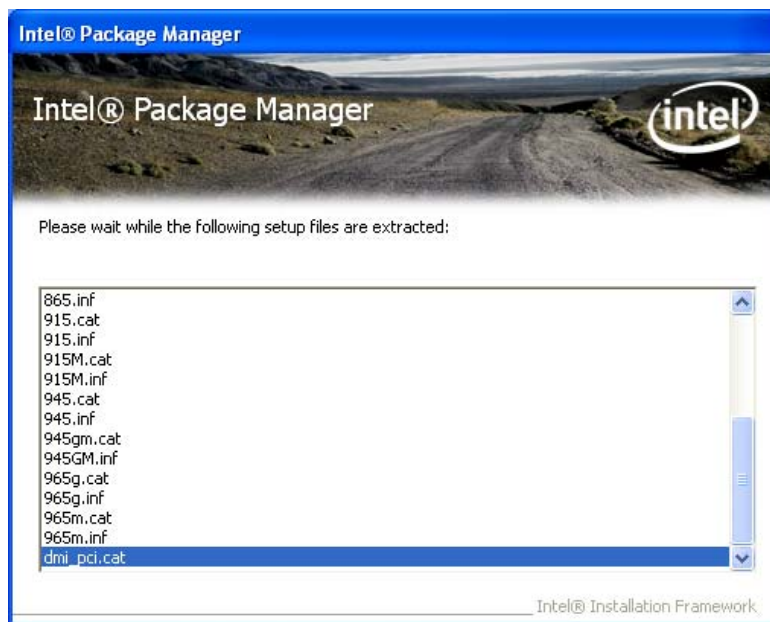 Intel® Package Manager
Intel® Package Manager
intel
Please wait while the following setup files are extracted:
865.inf
915.cat
915.inf
915M.cat
915M.inf
945.cat
945.inf
945gm.cat
945GM.inf
965g.cat
965g.inf
965m.cat
965m.inf
dmi_pci.cat
Intel® Installation Framework